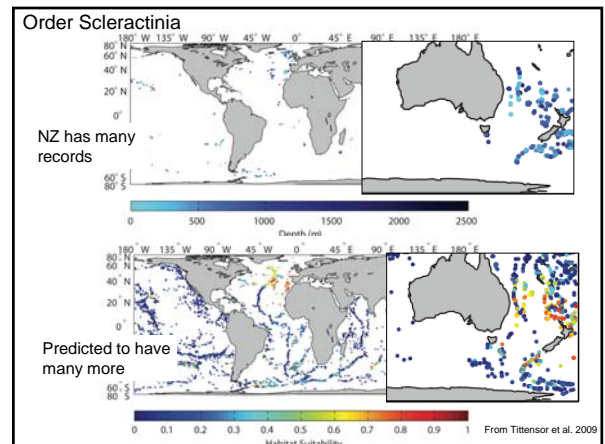 Order Scleractinia
180° W 135° W 90° W 45° W 0° 45° E 90° E 135° E 180° E
80° N
60° N
40° N
20° N
0°
60° S
80° S
NZ has many
records
0 500 1000 1500 2000 2500
Depth (m)
180° W 135° W 90° W 45° W 0° 45° E 90° E 135° E 180° E
80° N
60° N
40° N
20° N
0°
60° S
80° S
Predicted to have
many more
0 0.1 0.2 0.3 0.4 0.5 0.6 0.7 0.8 0.9 1
Habitat Suitability
From Tittensor et al. 2009